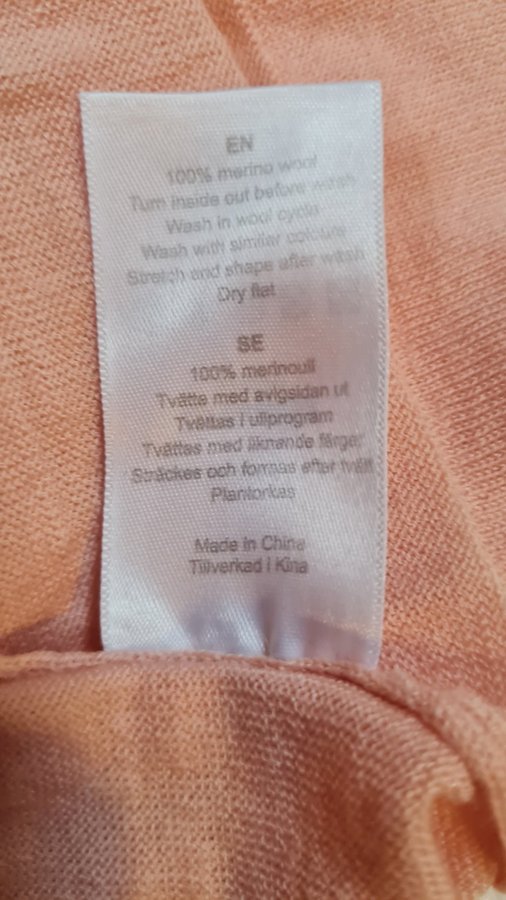 EN
100% merino wool
Turn inside out before wash
Wash in wool cycle
Wash with similar colours
Stretch and shape after wash
Dry flat
SE
100% merinoull
Tvätte med avigsidan ut
Tvättas i ullprogram
Tvättas med liknande färger
Sträckes och formas efter tvätt
Plantorkas
Made in China
Tillverkad i Kina